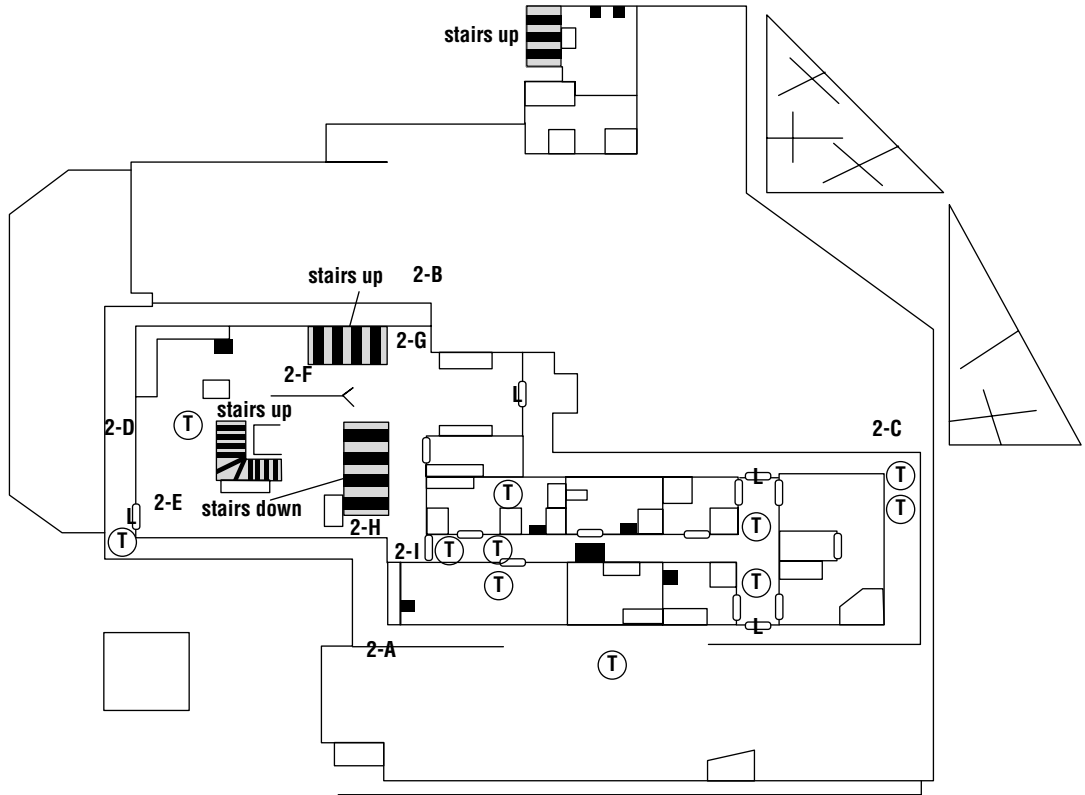 stairs up
2-B
stairs up
2-G
2-F
L
stairs up
2-D
T
2-C
L
T
T
2-E
stairs down
L
T
T
2-H
T
2-I
T
T
T
T
L
2-A
T